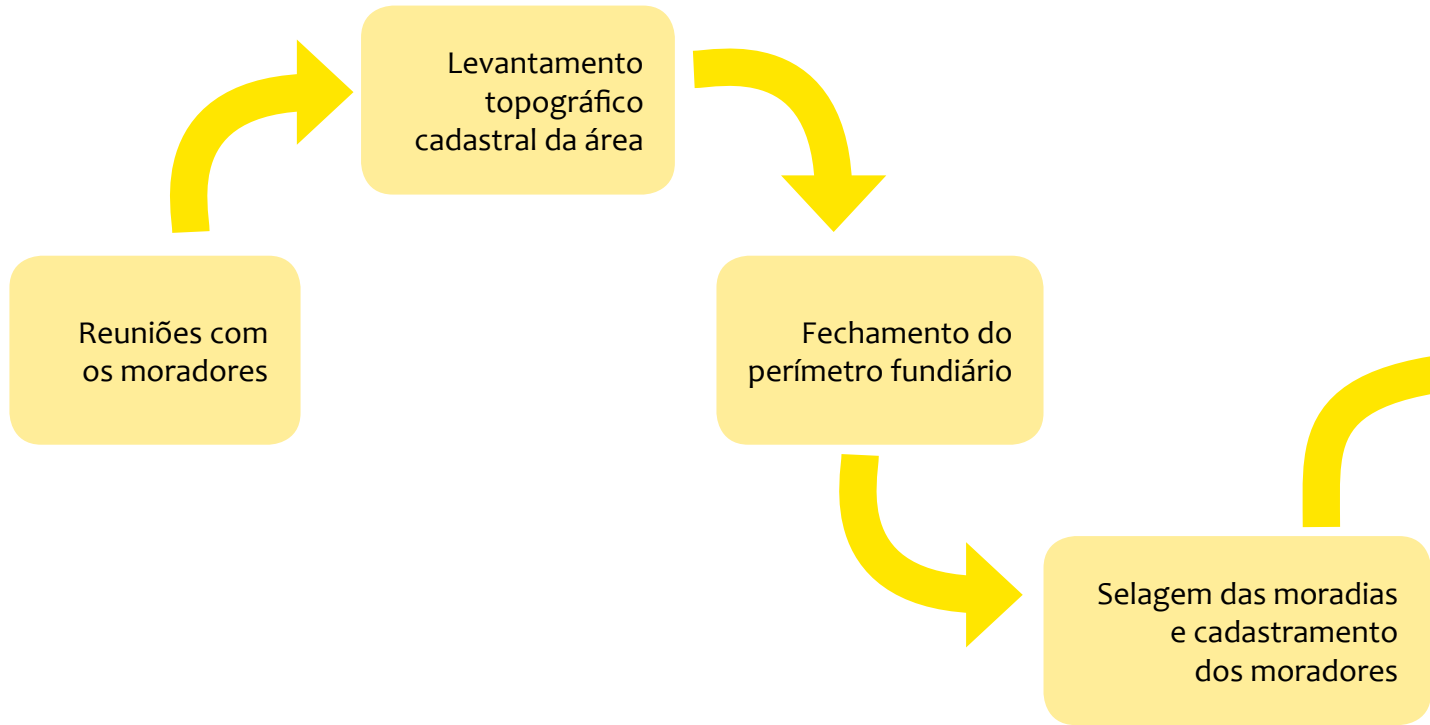 Reuniões com
os moradores
Levantamento
topográfico
cadastral da área
Fechamento do
perímetro fundiário
Selagem das moradias
e cadastramento
dos moradores